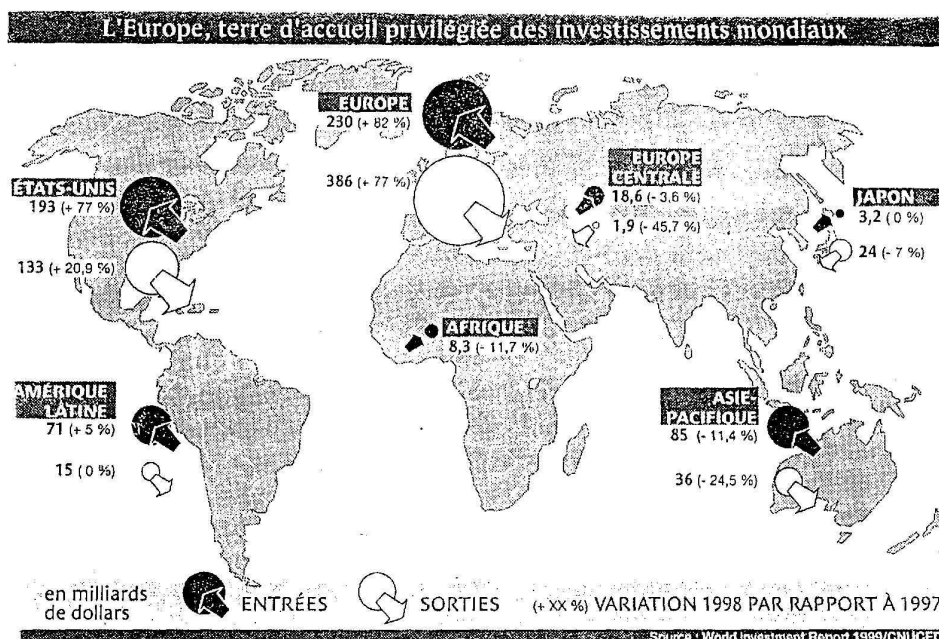 L'Europe, terre d'accueil privilégiée des investissements mondiaux
EUROPE
230 (+ 82 %)
386 (+ 77 %)
ÉTATS-UNIS
193 (+ 77 %)
133 (+ 20,9 %)
EUROPE
CENTRALE
18,6 (- 3,6 %)
1,9 (- 45,7 %)
JAPON
3,2 ( 0 %)
24 (- 7 %)
AFRIQUE
8,3 (- 11,7 %)
AMÉRIQUE
LATINE
71 (+ 5 %)
15 ( 0 %)
ASIE-
PACIFIQUE
85 (- 11,4 %)
36 (- 24,5 %)
en milliards
de dollars
ENTRÉES
SORTIES
(+ XX %) VARIATION 1998 PAR RAPPORT À 1997
Source : World Investment Report 1999/CNUCED